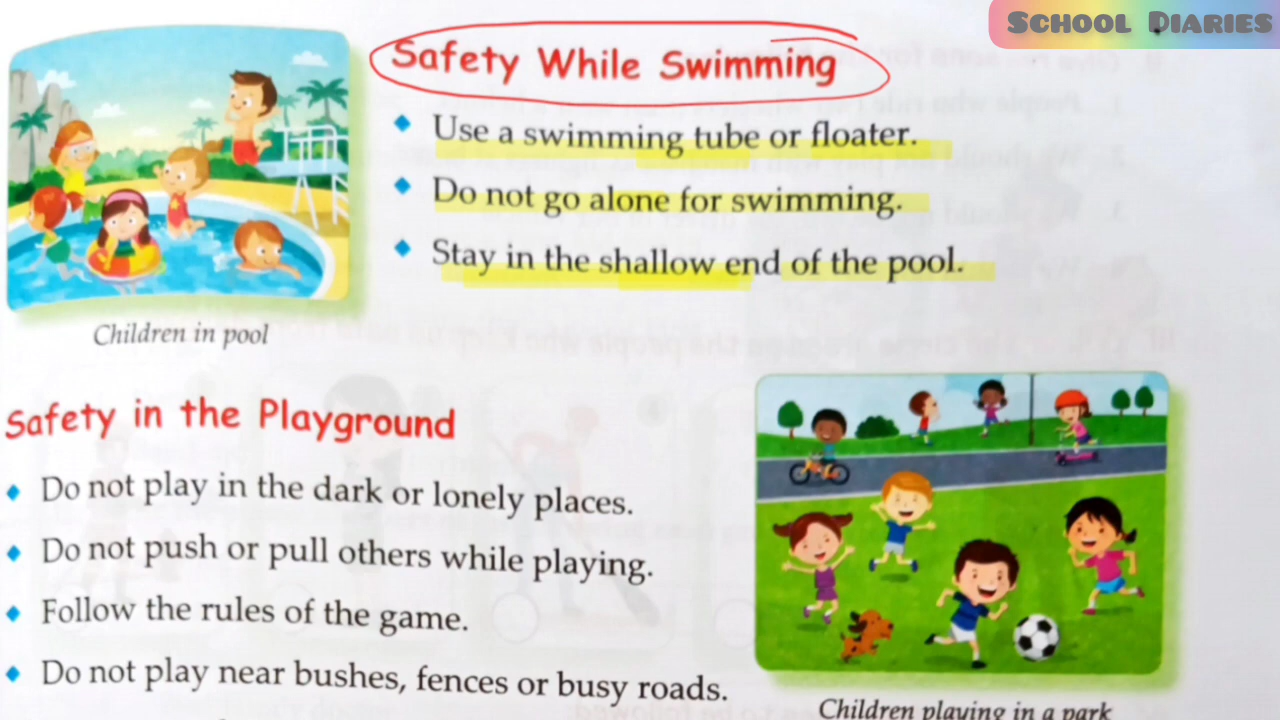 School Diaries
Safety While Swimming
Use a swimming tube or floater.
Do not go alone for swimming.
Stay in the shallow end of the pool.
Children in pool
Safety in the Playground
Do not play in the dark or lonely places.
Do not push or pull others while playing.
Follow the rules of the game.
Do not play near bushes, fences or busy roads.
Children playing in a park